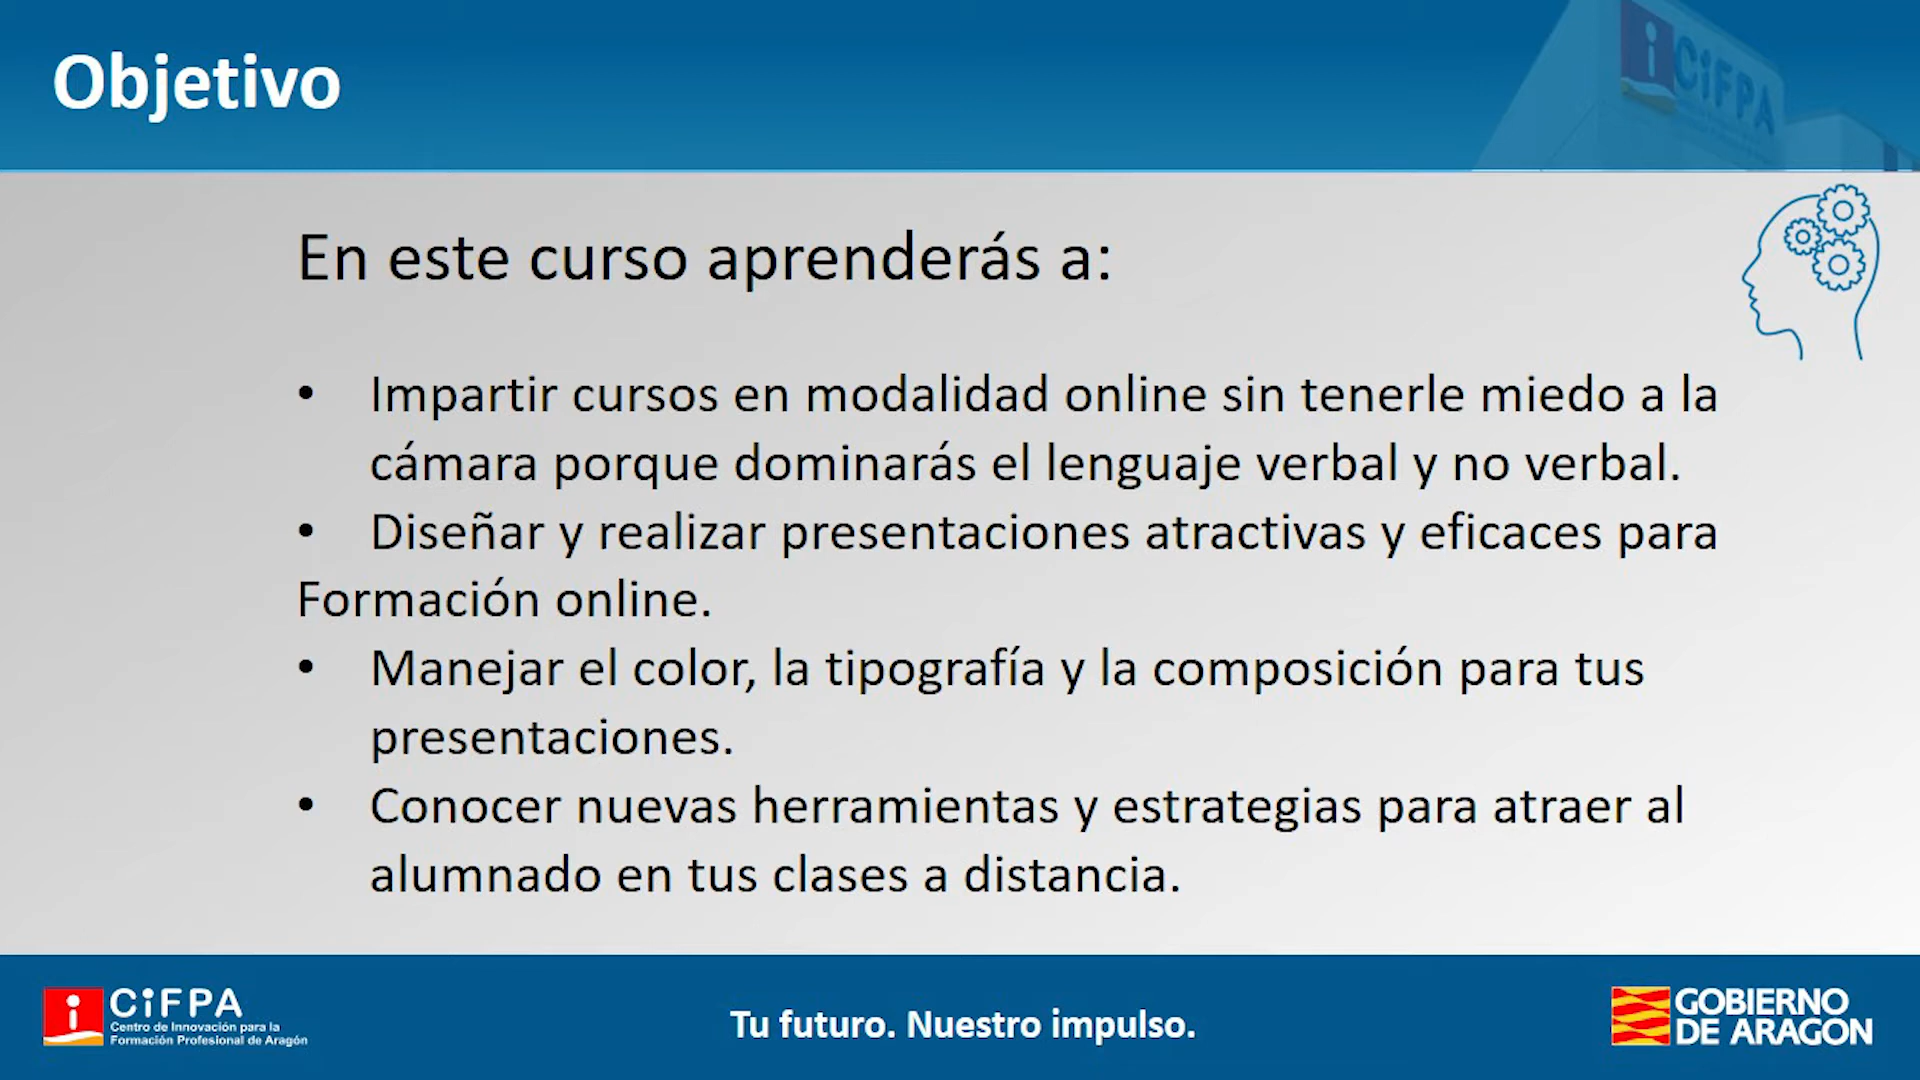 Objetivo
CiFPA
En este curso aprenderás a:
• Impartir cursos en modalidad online sin tenerle miedo a la
cámara porque dominarás el lenguaje verbal y no verbal.
• Diseñar y realizar presentaciones atractivas y eficaces para
Formación online.
• Manejar el color, la tipografía y la composición para tus
presentaciones.
• Conocer nuevas herramientas y estrategias para atraer al
alumnado en tus clases a distancia.
CiFPA
Centro de Innovación para la
Formación Profesional de Aragón
Tu futuro. Nuestro impulso.
GOBIERNO
DE ARAGON